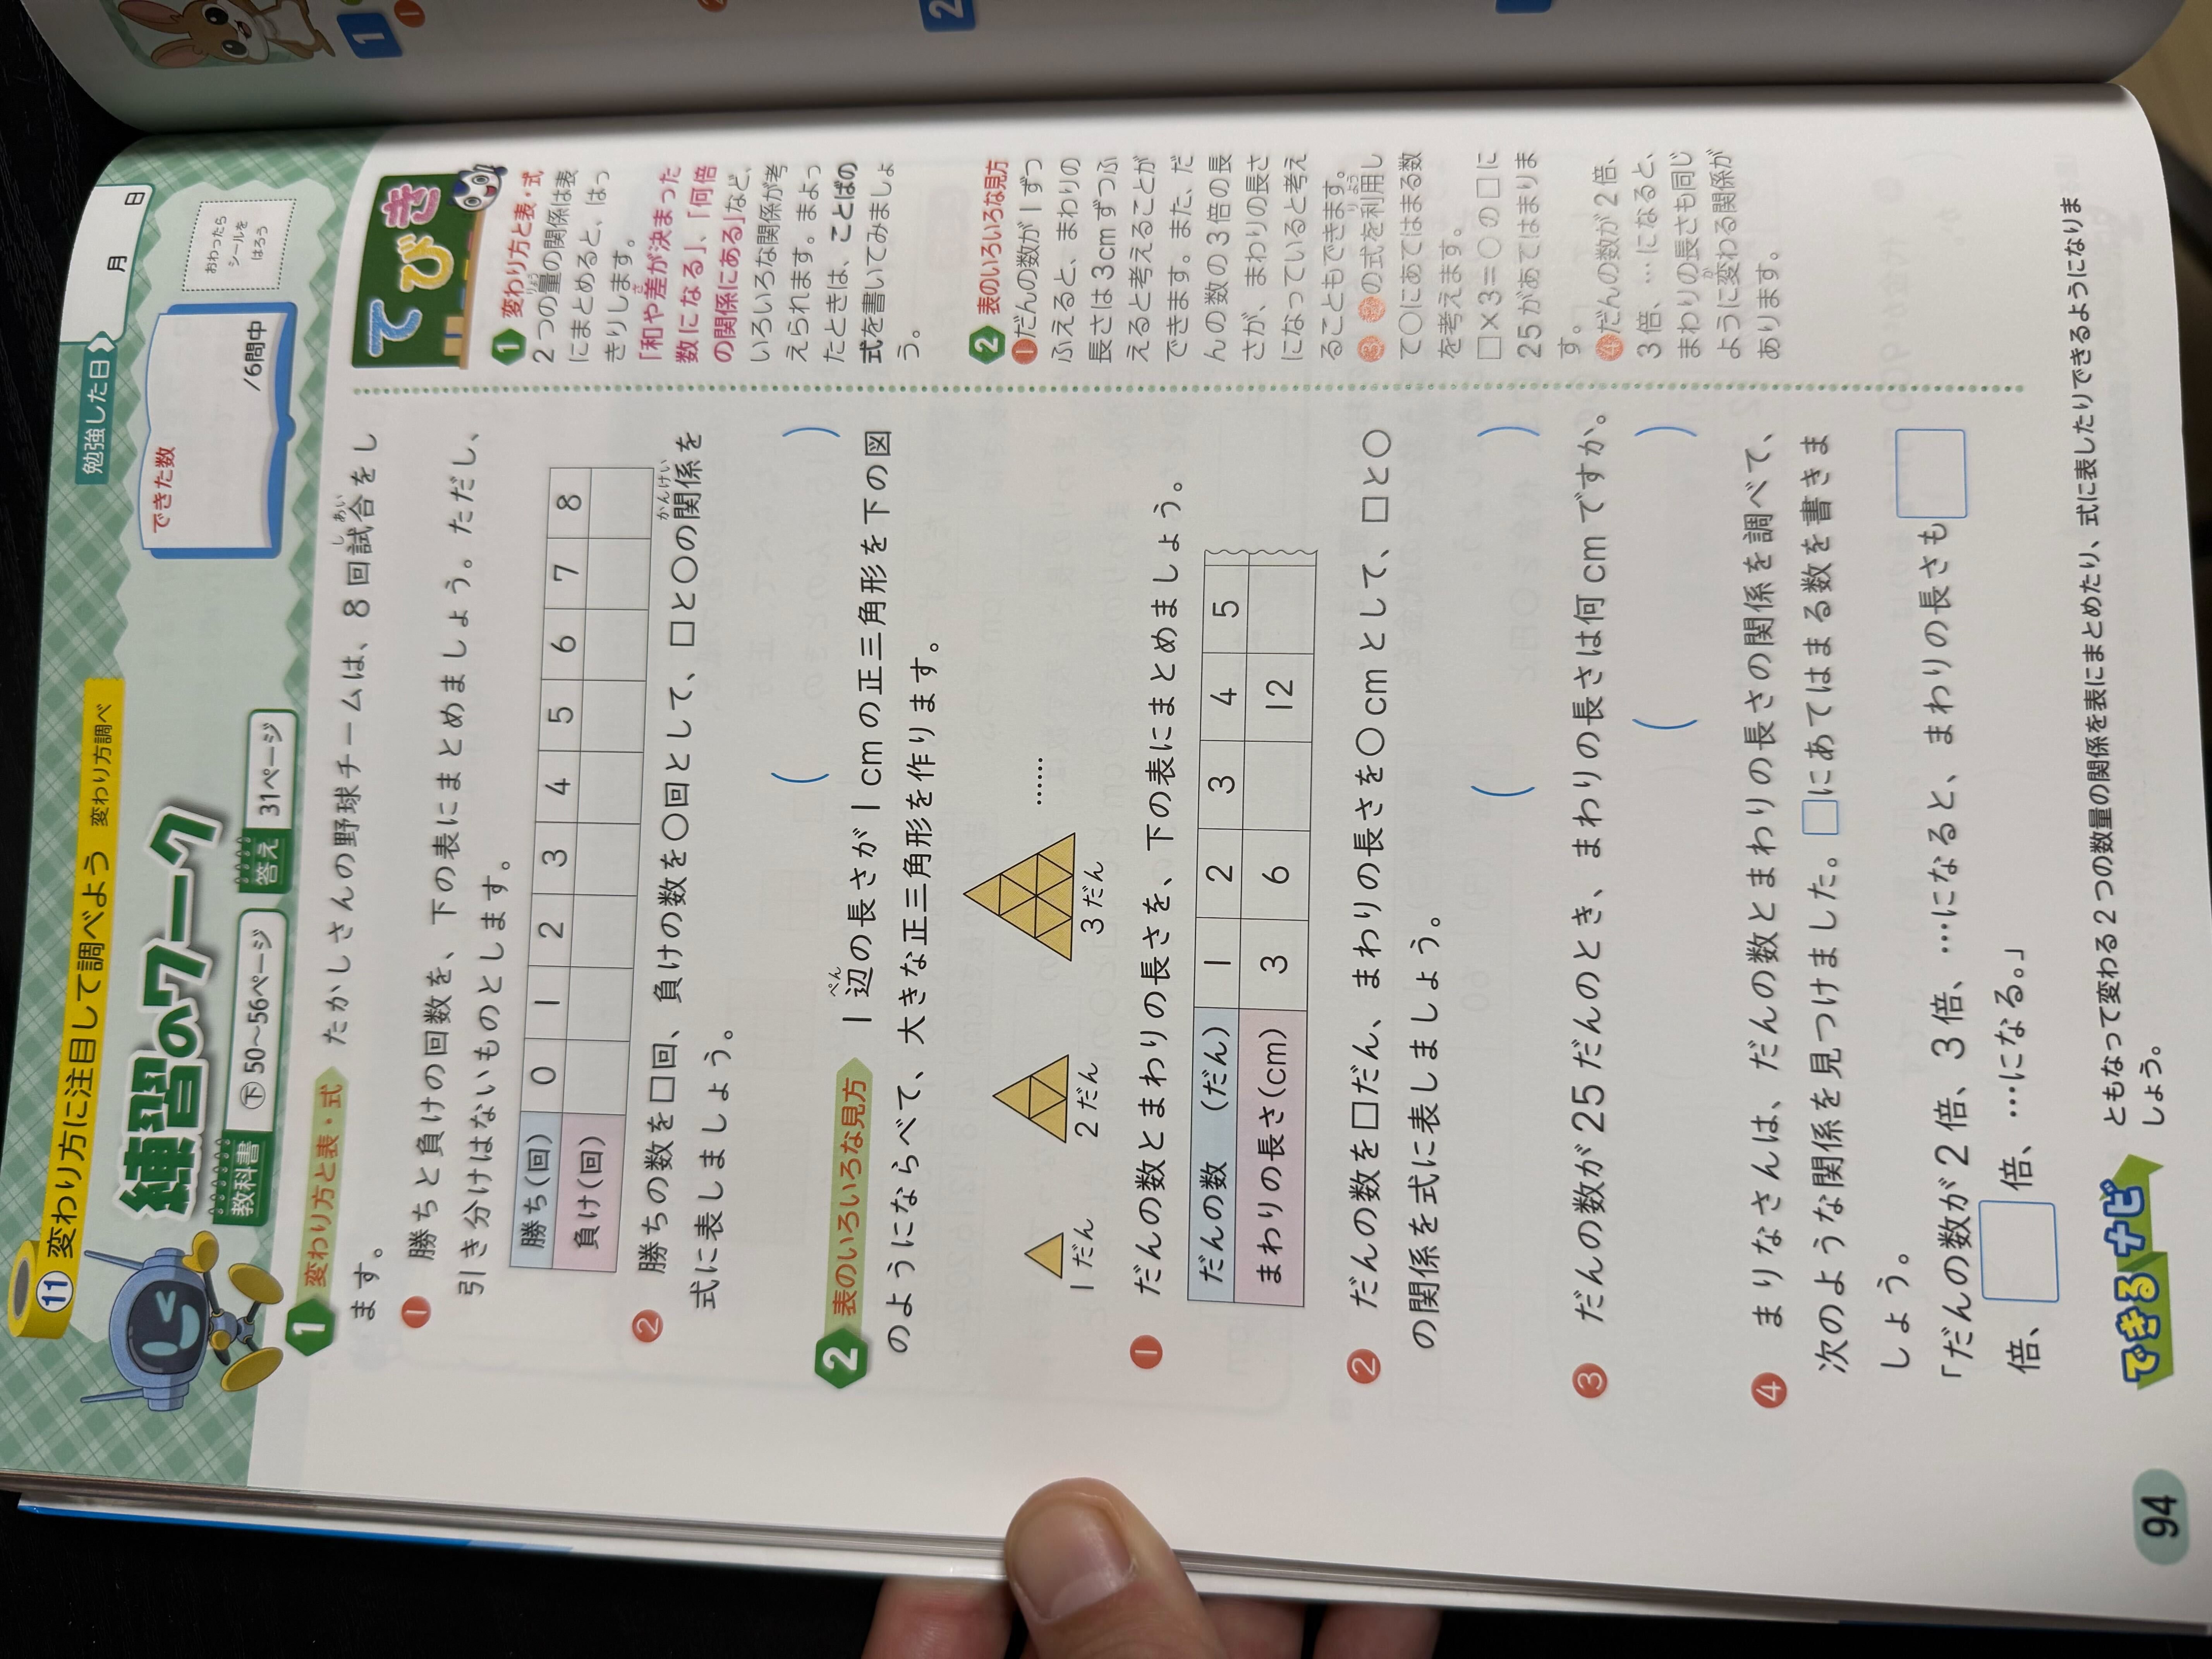 1
1
2
2
⑪ 変わり方に注目して調べよう 変わり方調べ
練習のワーク
教科書 ㊦50〜56ページ 答え 31ページ
勉強した日 月 日
できた数
/6問中
おわったら
シールを
はろう
1 変わり方と表・式 たかしさんの野球チームは、8回試合をし
しあい
ます。
❶ 勝ちと負けの回数を、下の表にまとめましょう。ただし、
引き分けはないものとします。
勝ち(回) 0 1 2 3 4 5 6 7 8
負け(回)
❷ 勝ちの数を□回、負けの数を○回として、□と○の関係を
かんけい
式に表しましょう。
( )
2 表のいろいろな見方 1辺の長さが1cmの正三角形を下の図
ぺん
のようにならべて、大きな正三角形を作ります。
1だん 2だん 3だん ……
❶ だんの数とまわりの長さを、下の表にまとめましょう。
だんの数 (だん) 1 2 3 4 5
まわりの長さ(cm) 3 6 12
❷ だんの数を□だん、まわりの長さを○cmとして、□と○
の関係を式に表しましょう。
( )
❸ だんの数が25だんのとき、まわりの長さは何cmですか。
( )
❹ まりなさんは、だんの数とまわりの長さの関係を調べて、
次のような関係を見つけました。□にあてはまる数を書きま
しょう。
「だんの数が2倍、3倍、…になると、まわりの長さも□
倍、□倍、…になる。」
てびき
1 変わり方と表・式
2つの量の関係は表
りょう
にまとめると、はっ
きりします。
「和や差が決まった
さ
数になる」、「何倍
の関係にある」など、
いろいろな関係が考
えられます。まよっ
たときは、ことばの
式を書いてみましょ
う。
2 表のいろいろな見方
❶だんの数が1ずつ
ふえると、まわりの
長さは3cmずつふ
えると考えることが
できます。また、だ
んの数の3倍の長
さが、まわりの長さ
になっていると考え
ることもできます。
❸ ❷の式を利用し
りよう
て○にあてはまる数
を考えます。
□×3=○の□に
25があてはまりま
す。
❹だんの数が2倍、
3倍、…になると、
まわりの長さも同じ
ように変わる関係が
か
あります。
できるナビ ともなって変わる2つの数量の関係を表にまとめたり、式に表したりできるようになりま
しょう。
94